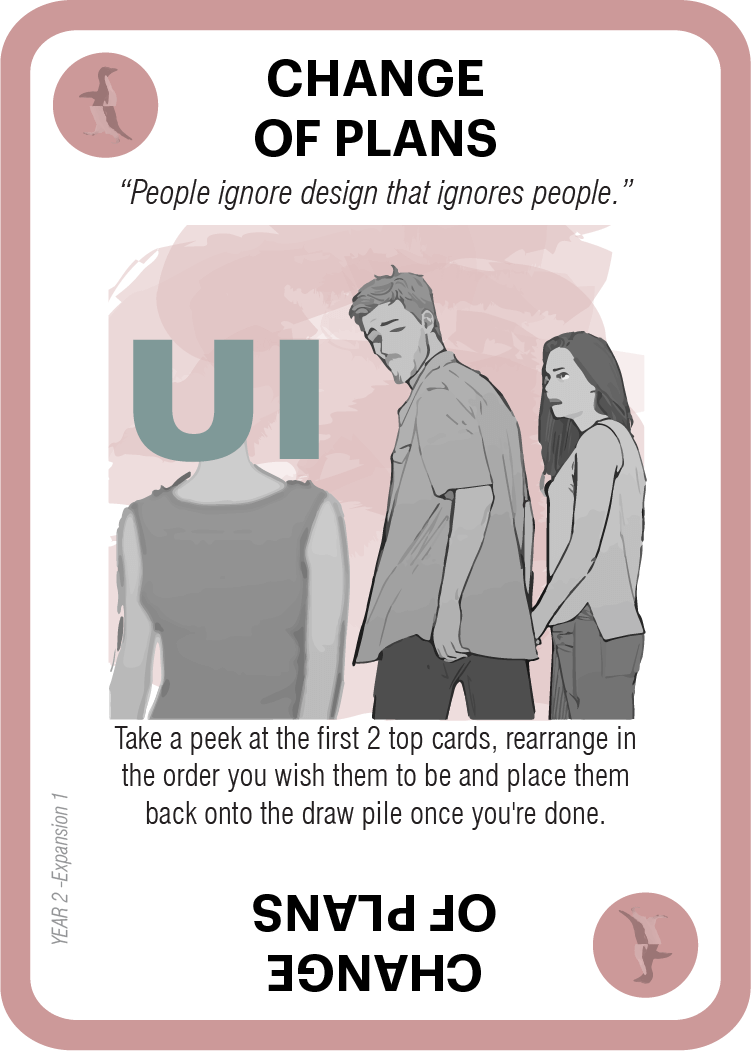 CHANGE
OF PLANS
“People ignore design that ignores people.”
UI
Take a peek at the first 2 top cards, rearrange in
the order you wish them to be and place them
back onto the draw pile once you're done.
YEAR 2 -Expansion 1
CHANGE
OF PLANS